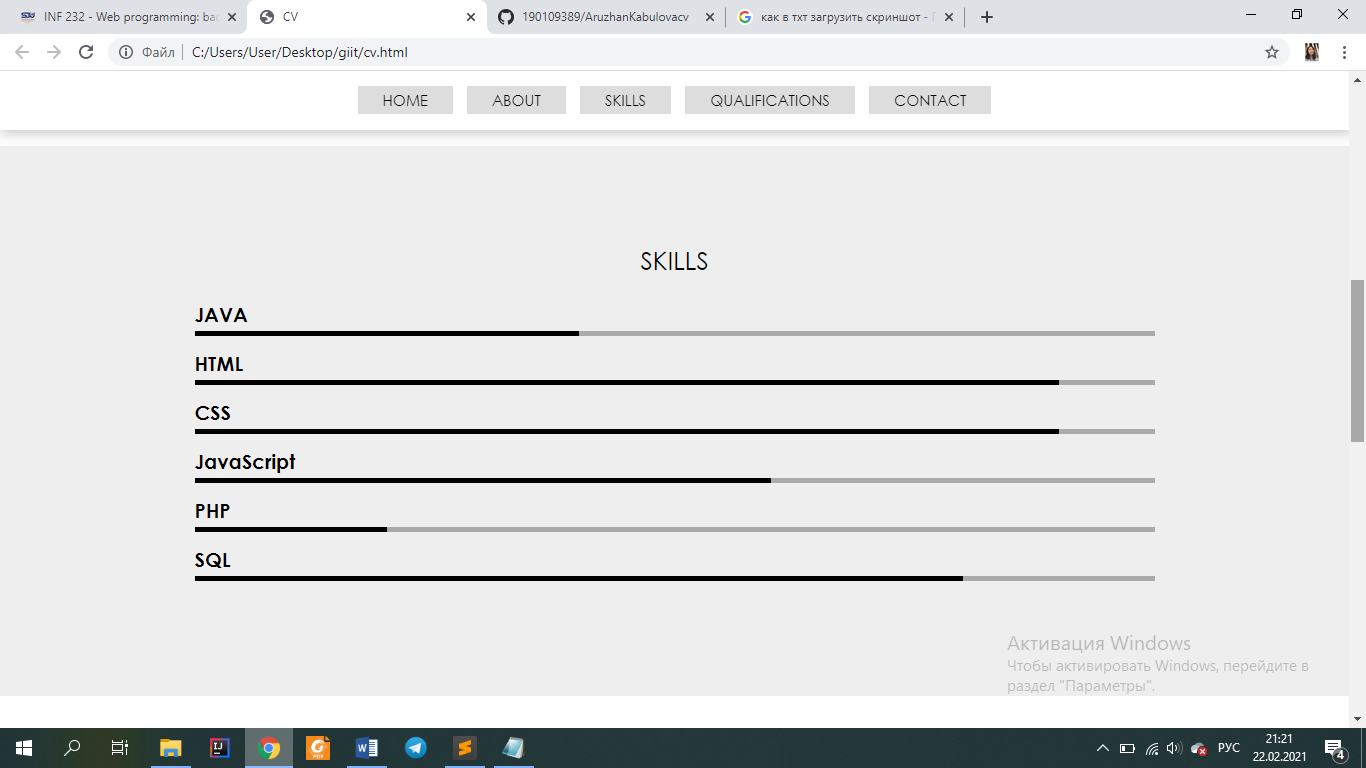 INF 232 - Web programming: bac
CV
190109389/AruzhanKabulovacv
как в тхт загрузить скриншот - 
Файл
C:/Users/User/Desktop/giit/cv.html
HOME
ABOUT
SKILLS
QUALIFICATIONS
CONTACT
SKILLS
JAVA
HTML
CSS
JavaScript
PHP
SQL
Активация Windows
Чтобы активировать Windows, перейдите в
раздел "Параметры".
РУС
21:21
22.02.2021
4